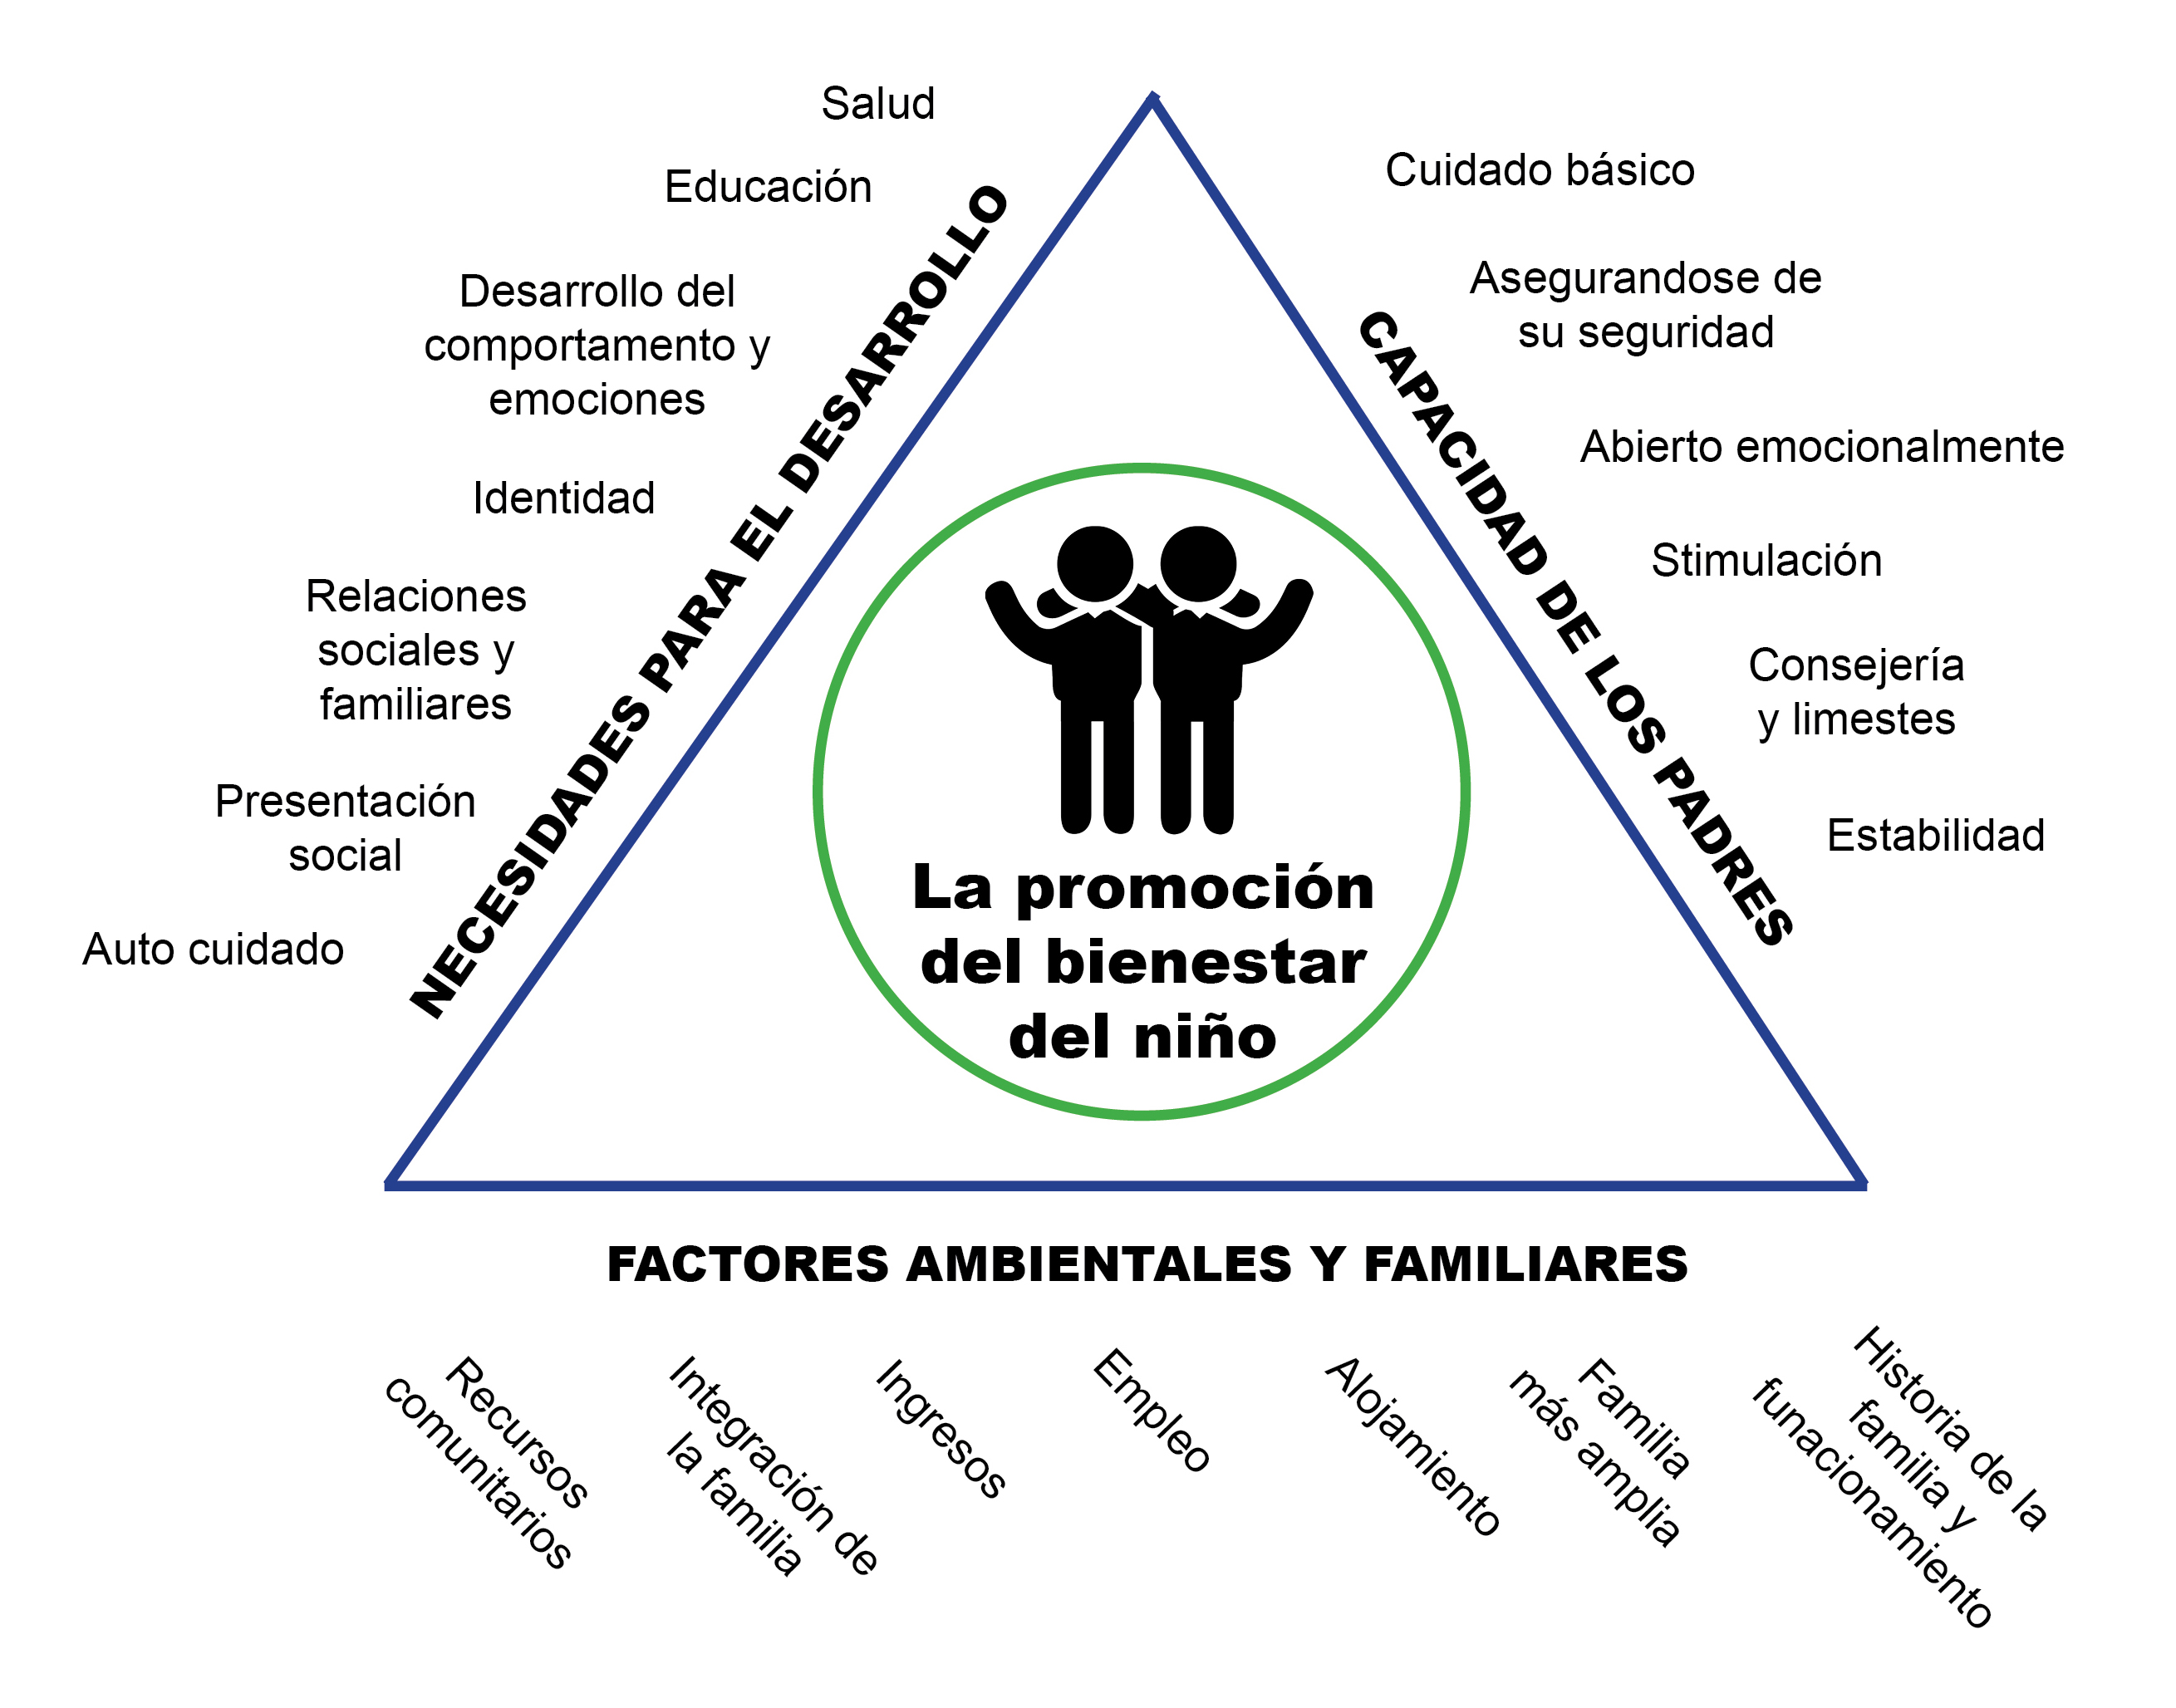 Salud
Educación
Desarrollo del
comportamento y
emociones
Identidad
Relaciones
sociales y
familiares
Presentación
social
Auto cuidado
NECESIDADES PARA EL DESARROLLO
Cuidado básico
Asegurandose de
su seguridad
Abierto emocionalmente
Stimulación
Consejería
y limestes
Estabilidad
CAPACIDAD DE LOS PADRES
La promoción
del bienestar
del niño
FACTORES AMBIENTALES Y FAMILIARES
Recursos
comunitarios
Integración de
la familia
Ingresos
Empleo
Alojamiento
Familia
más amplia
Historia de la
familia y
funacionamiento